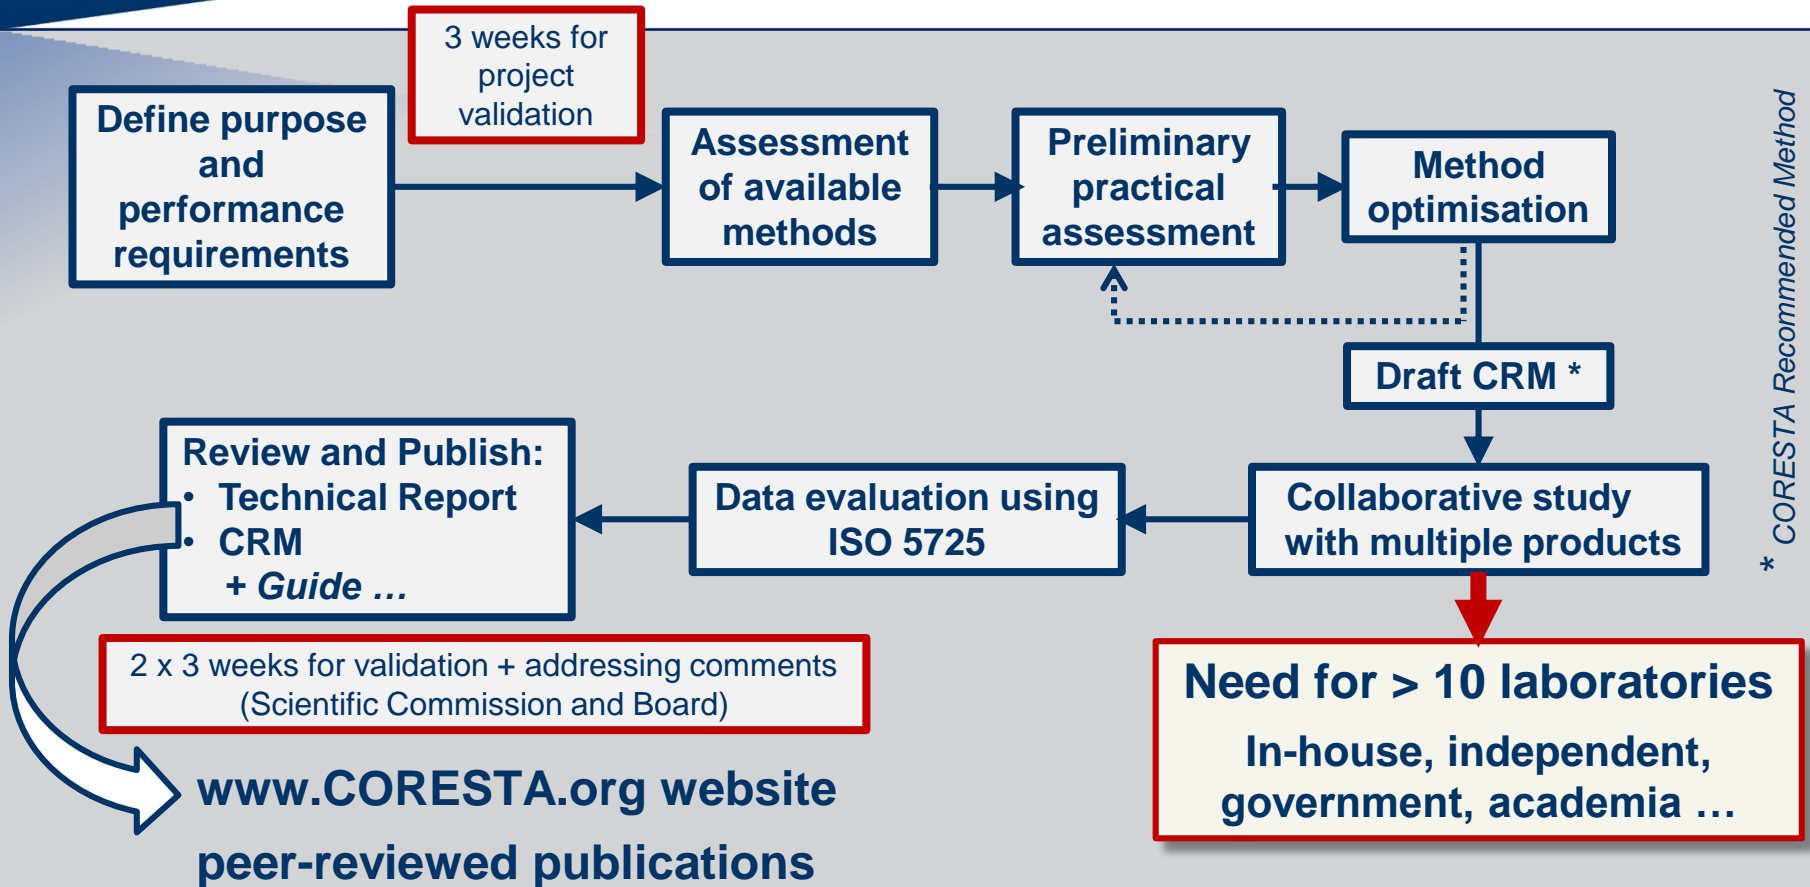 3 weeks for
project
validation
Define purpose
and
performance
requirements
Assessment
of available
methods
Preliminary
practical
assessment
Method
optimisation
Draft CRM *
Collaborative study
with multiple products
Data evaluation using
ISO 5725
Review and Publish:
• Technical Report
• CRM
+ Guide …
2 x 3 weeks for validation + addressing comments
(Scientific Commission and Board)
Need for > 10 laboratories
In-house, independent,
government, academia …
www.CORESTA.org website
peer-reviewed publications
* CORESTA Recommended Method